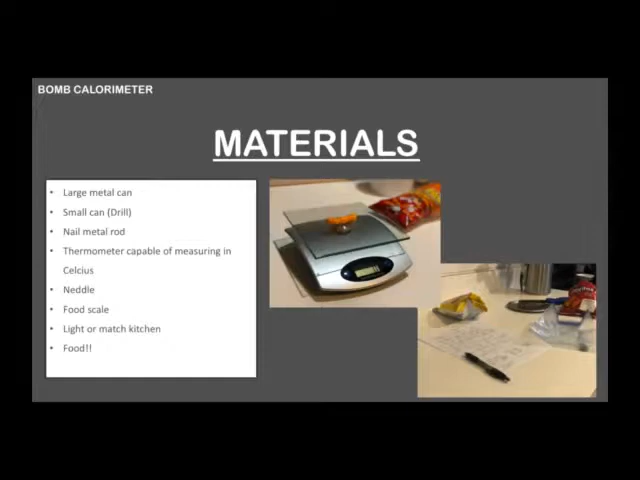 BOMB CALORIMETER
MATERIALS
• Large metal can
• Small can (Drill)
• Nail metal rod
• Thermometer capable of measuring in
Celcius
• Neddle
• Food scale
• Light or match kitchen
• Food!!